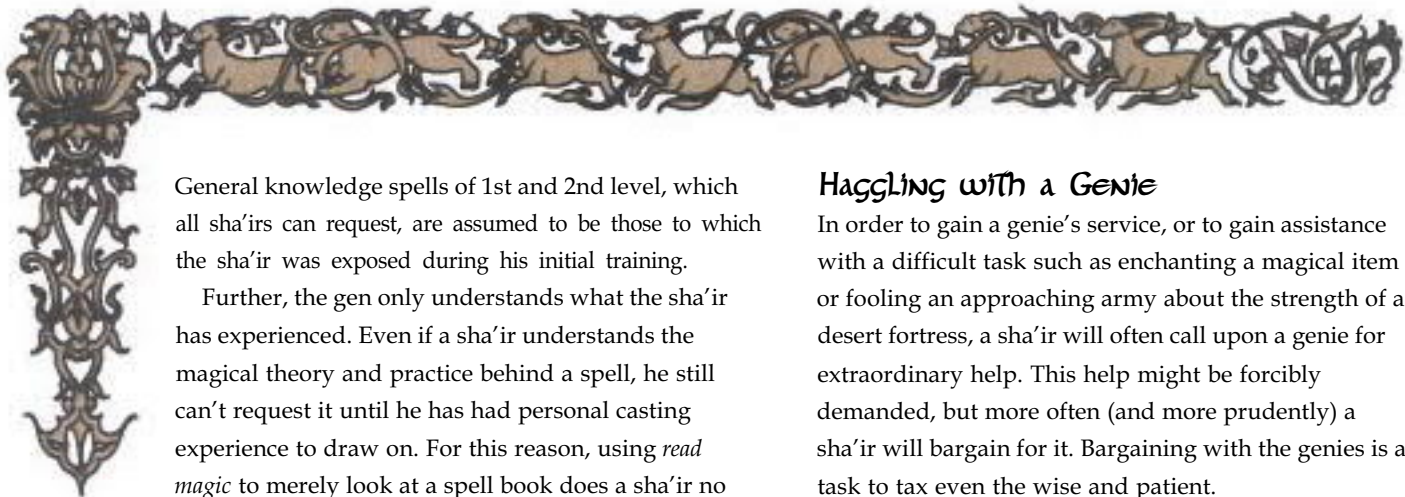 General knowledge spells of 1st and 2nd level, which
all sha’irs can request, are assumed to be those to which
the sha’ir was exposed during his initial training.
Further, the gen only understands what the sha’ir
has experienced. Even if a sha’ir understands the
magical theory and practice behind a spell, he still
can’t request it until he has had personal casting
experience to draw on. For this reason, using read
magic to merely look at a spell book does a sha’ir no
Haggling with a Genie
In order to gain a genie’s service, or to gain assistance
with a difficult task such as enchanting a magical item
or fooling an approaching army about the strength of a
desert fortress, a sha’ir will often call upon a genie for
extraordinary help. This help might be forcibly
demanded, but more often (and more prudently) a
sha’ir will bargain for it. Bargaining with the genies is a
task to tax even the wise and patient.